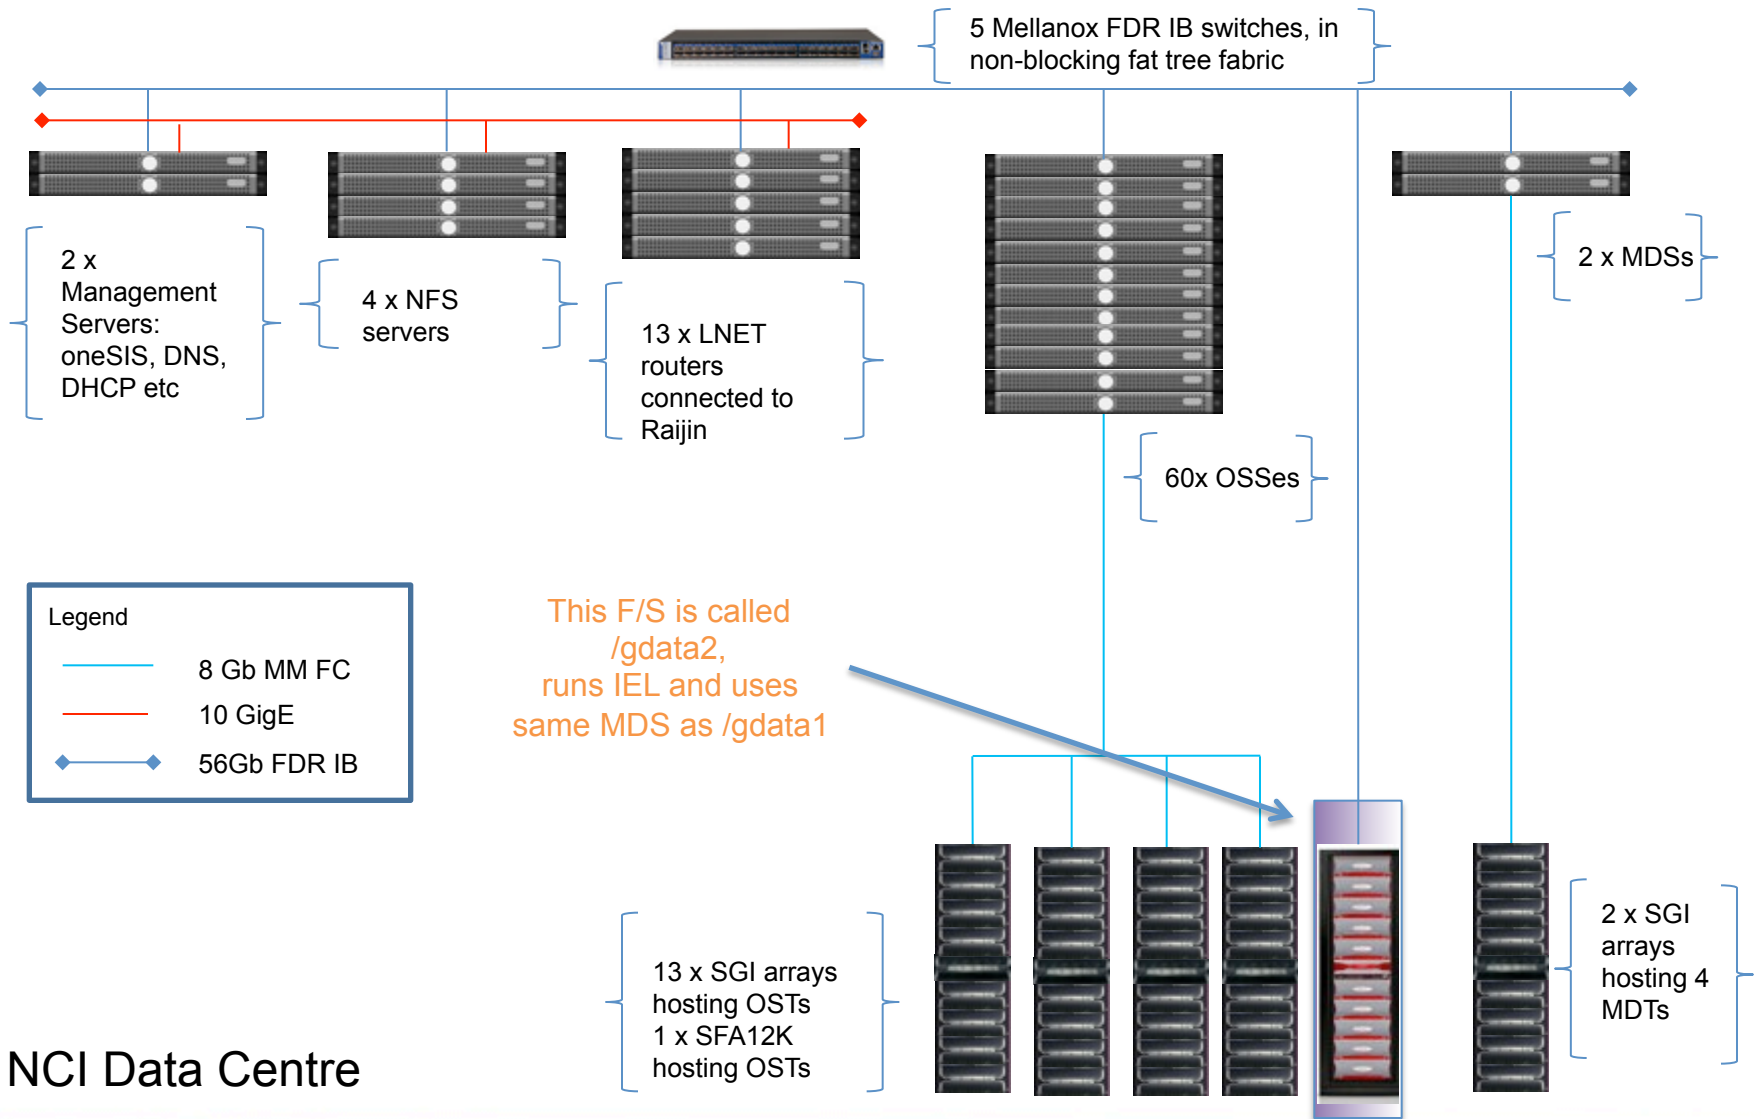 5 Mellanox FDR IB switches, in
non-blocking fat tree fabric
2 x
Management
Servers:
oneSIS, DNS,
DHCP etc
4 x NFS
servers
13 x LNET
routers
connected to
Raijin
60x OSSes
2 x MDSs
Legend
8 Gb MM FC
10 GigE
56Gb FDR IB
This F/S is called
/gdata2,
runs IEL and uses
same MDS as /gdata1
13 x SGI arrays
hosting OSTs
1 x SFA12K
hosting OSTs
2 x SGI
arrays
hosting 4
MDTs
NCI Data Centre